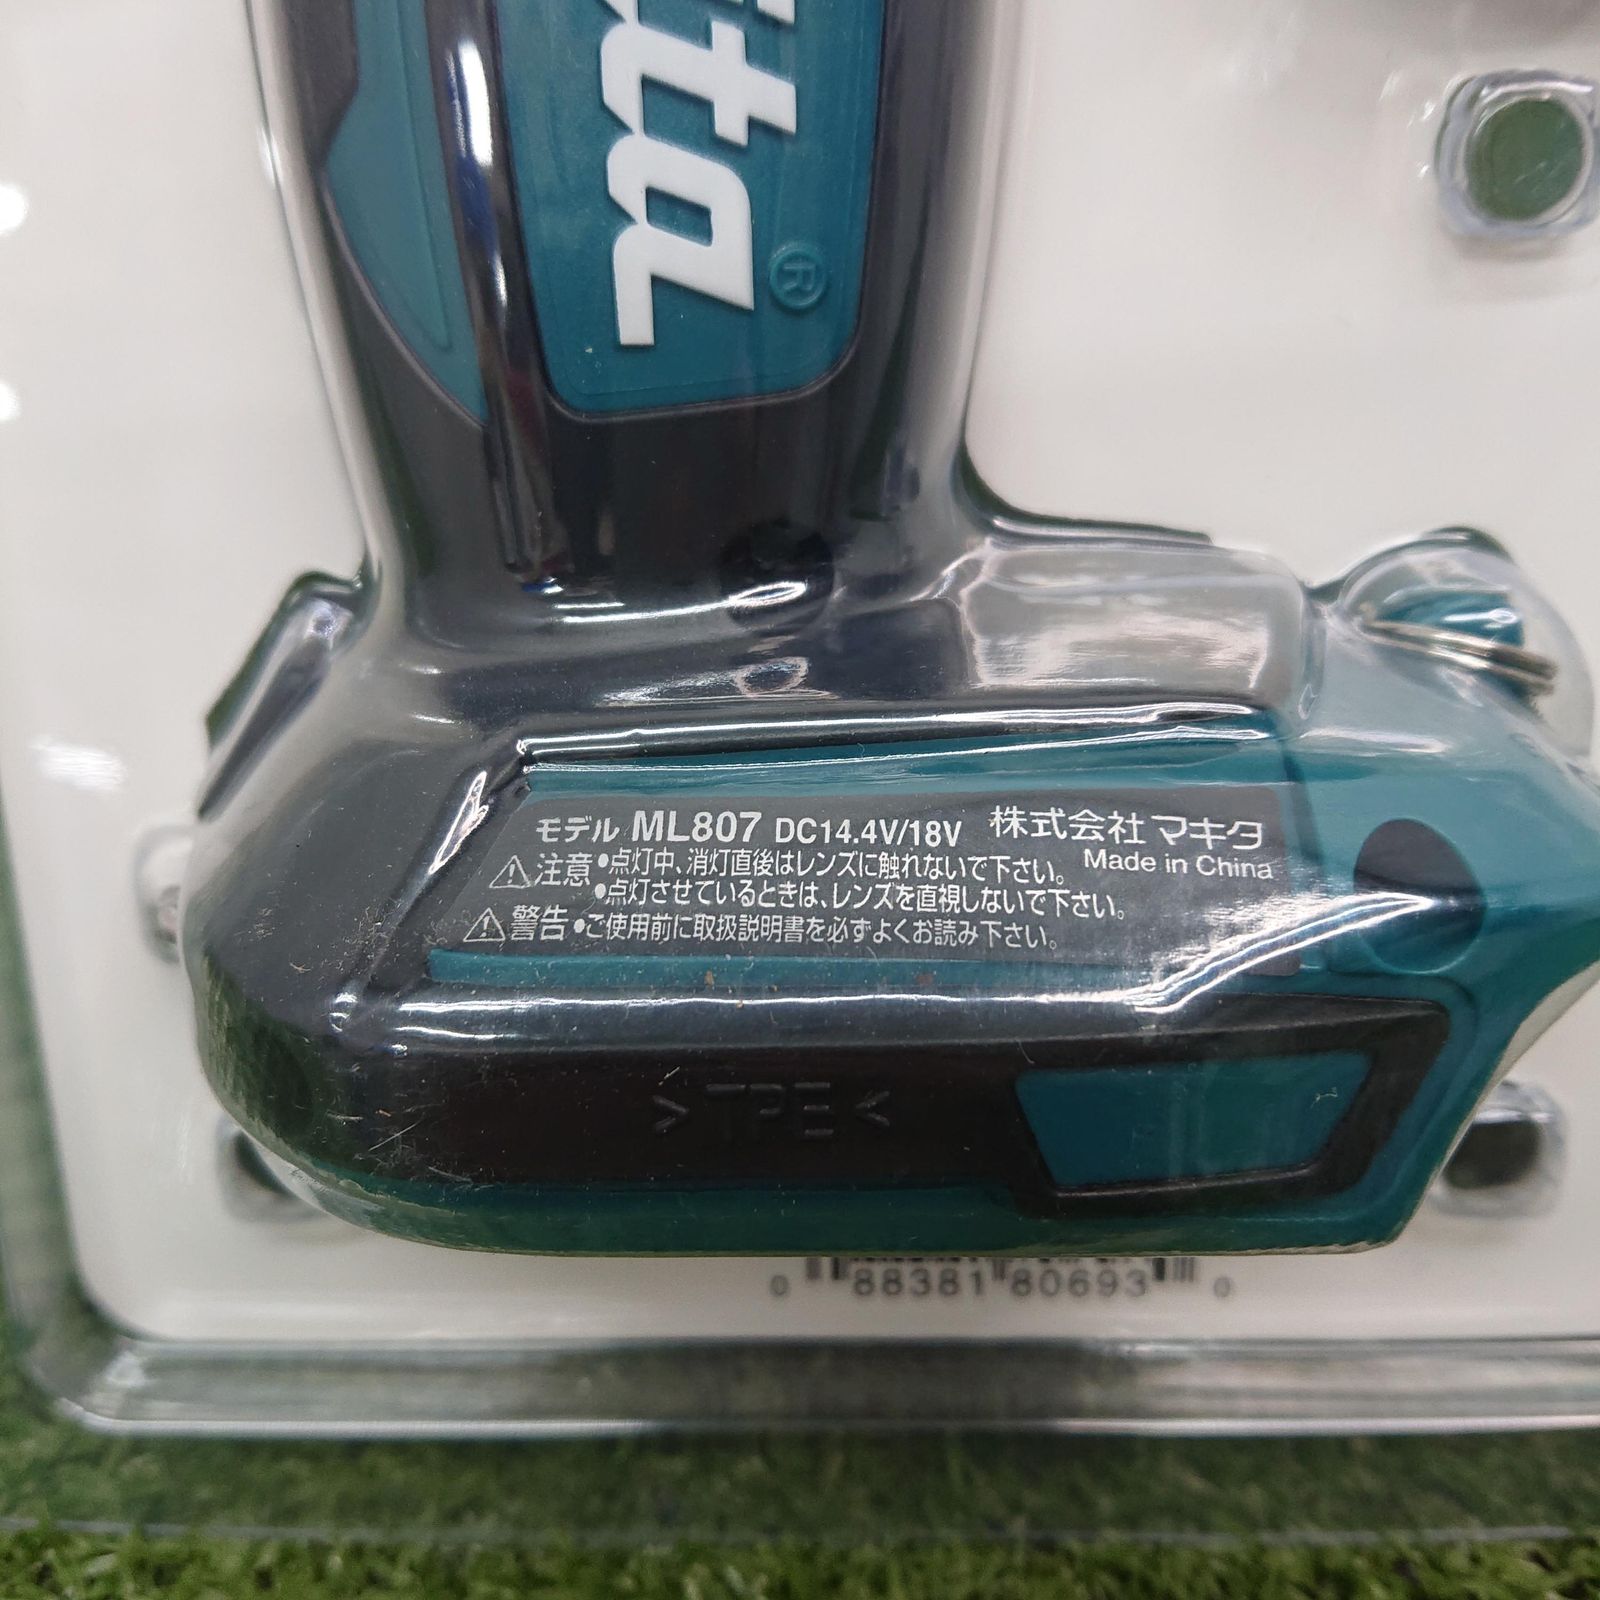 ita®
モデル ML807 DC14.4V/18V 株式会社マキタ
Made in China
⚠注意 •点灯中、消灯直後はレンズに触れないで下さい。
•点灯させているときは、レンズを直視しないで下さい。
⚠警告 •ご使用前に取扱説明書を必ずよくお読み下さい。
>TPE<
0 88381 80693 0